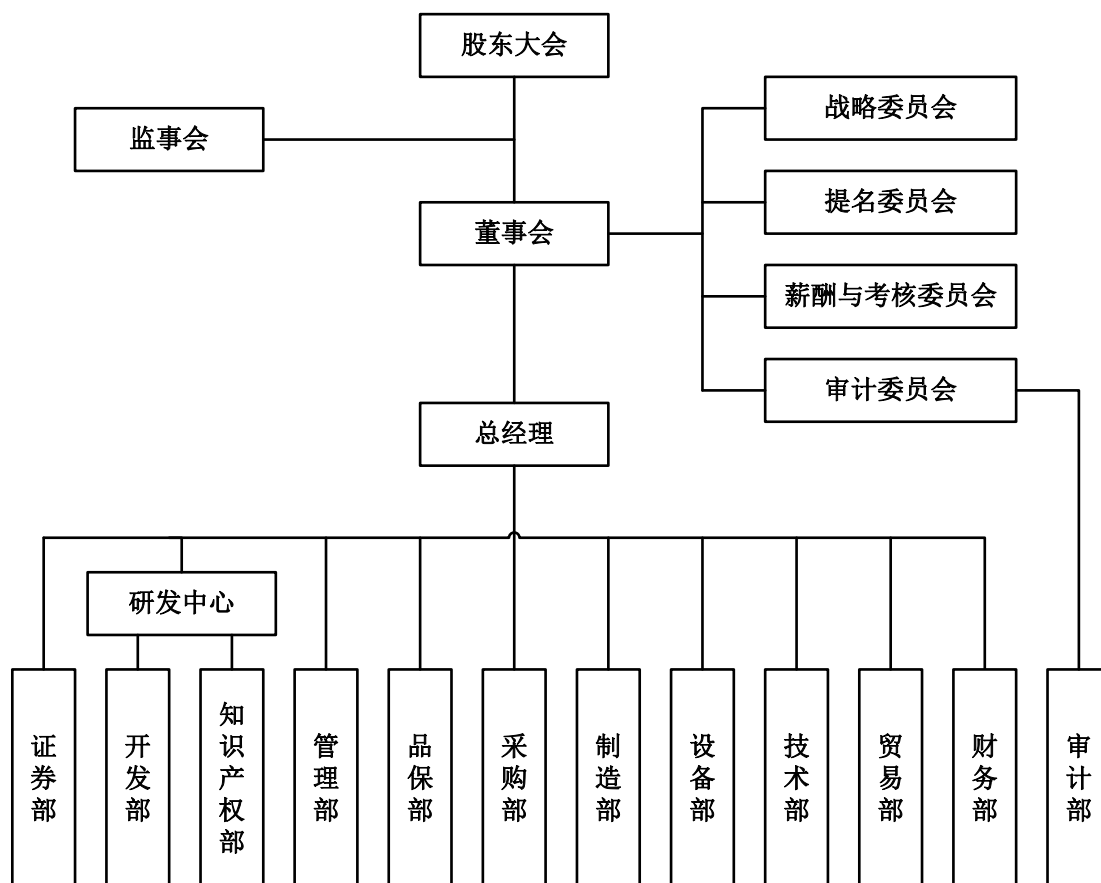 股东大会
战略委员会
监事会
提名委员会
董事会
薪酬与考核委员会
审计委员会
总经理
研发中心
证券部
开发部
知识产权部
管理部
品保部
采购部
制造部
设备部
技术部
贸易部
财务部
审计部